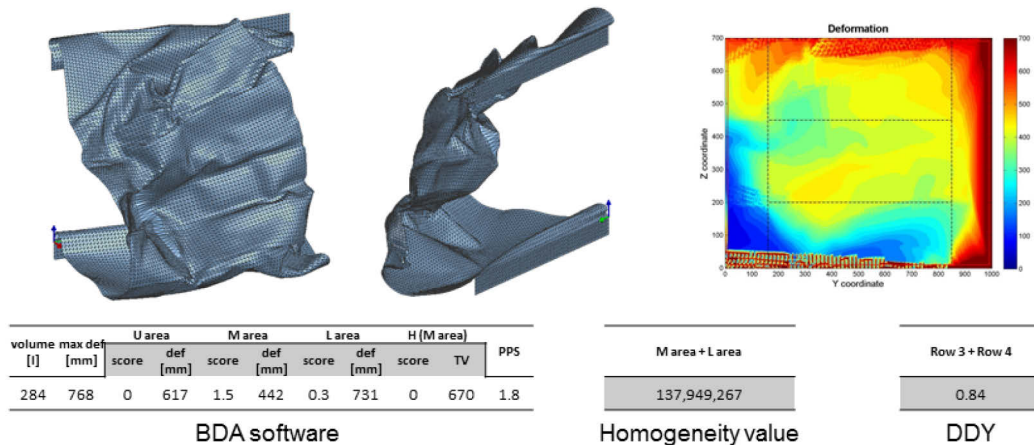 Deformation
700
600
500
400
300
200
100
0
Z coordinate
0 100 200 300 400 500 600 700 800 900 1000
Y coordinate
700
600
500
400
300
200
100
0
volume [l] max def [mm] U area M area L area H (M area) PPS
score def [mm] score def [mm] score def [mm] score TV
284 768 0 617 1.5 442 0.3 731 0 670 1.8
BDA software
M area + L area
137,949,267
Homogeneity value
Row 3 + Row 4
0.84
DDY